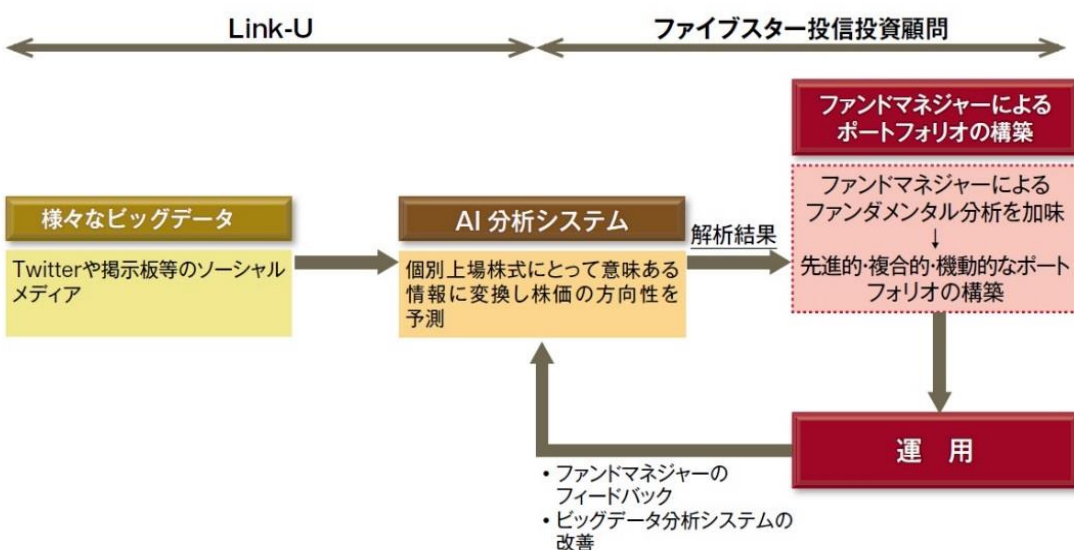 Link-U
ファイブスター投信投資顧問
ファンドマネジャーによる
ポートフォリオの構築
様々なビッグデータ
Twitterや掲示板等のソーシャル
メディア
AI 分析システム
個別上場株式にとって意味ある
情報に変換し株価の方向性を
予測
解析結果
ファンドマネジャーによる
ファンダメンタル分析を加味
↓
先進的・複合的・機動的なポート
フォリオの構築
運 用
• ファンドマネジャーの
フィードバック
• ビッグデータ分析システムの
改善